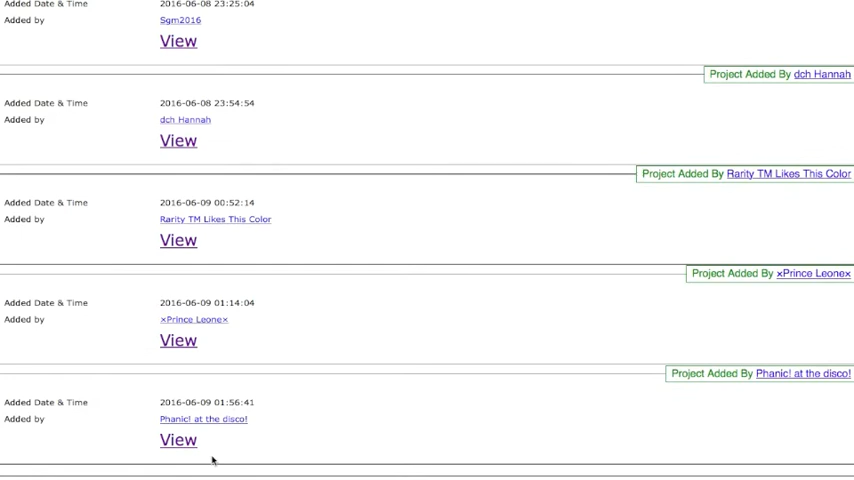 Added Date & Time 2016-06-08 23:25:04
Added by Sgm2016
View
Project Added By dch Hannah
Added Date & Time 2016-06-08 23:54:54
Added by dch Hannah
View
Project Added By Rarity TM Likes This Color
Added Date & Time 2016-06-09 00:52:14
Added by Rarity TM Likes This Color
View
Project Added By ×Prince Leone×
Added Date & Time 2016-06-09 01:14:04
Added by ×Prince Leone×
View
Project Added By Phanic! at the disco!
Added Date & Time 2016-06-09 01:56:41
Added by Phanic! at the disco!
View